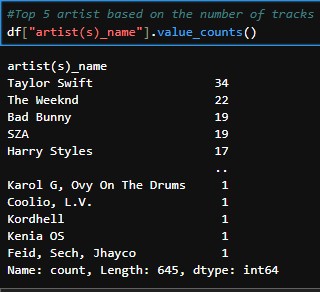 #Top 5 artist based on the number of tracks
df["artist(s)_name"].value_counts()
artist(s)_name
Taylor Swift 34
The Weeknd 22
Bad Bunny 19
SZA 19
Harry Styles 17
..
Karol G, Ovy On The Drums 1
Coolio, L.V. 1
Kordhell 1
Kenia OS 1
Feid, Sech, Jhayco 1
Name: count, Length: 645, dtype: int64